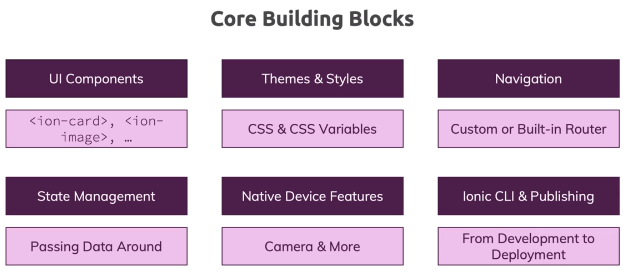 Core Building Blocks
UI Components
Themes & Styles
Navigation
<ion-card>, <ion-
image>, …
CSS & CSS Variables
Custom or Built-in Router
State Management
Native Device Features
Ionic CLI & Publishing
Passing Data Around
Camera & More
From Development to
Deployment